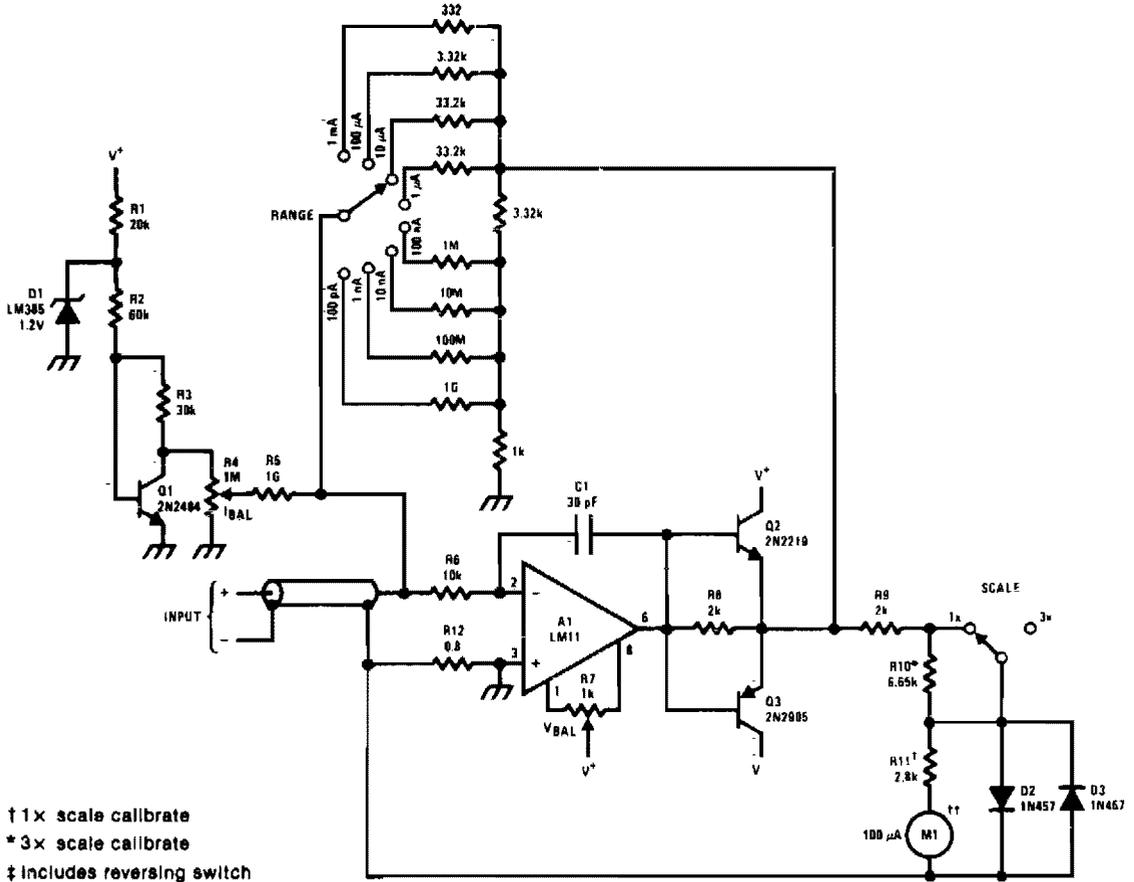 332
3.32k
33.2k
33.2k
3.32k
1 mA
100 μA
10 μA
1 μA
100 nA
10 nA
1 nA
100 pA
RANGE
1M
10M
100M
1G
1k
V+
R1
20k
D1
LM385
1.2V
R2
60k
R3
30k
R4
1M
IBAL
R5
1G
Q1
2N2484
INPUT
+
−
R6
10k
R12
0.8
C1
30 pF
2
−
A1
LM11
3
+
6
1
8
R7
1k
VBAL
V+
R8
2k
V+
Q2
2N2219
Q3
2N2905
V
R9
2k
SCALE
1x
3x
R10*
6.65k
R11†
2.8k
††
100 μA
M1
D2
1N457
D3
1N457
† 1× scale calibrate
* 3× scale calibrate
‡ includes reversing switch